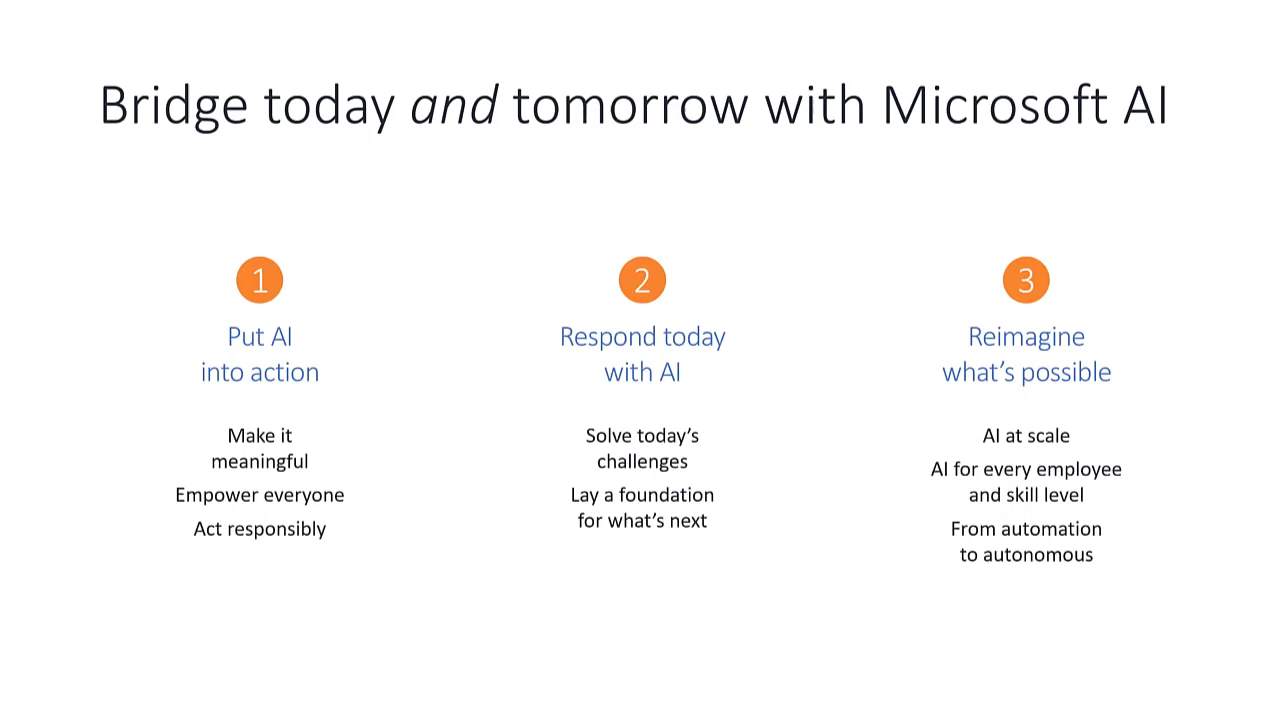 Bridge today and tomorrow with Microsoft AI
1
Put AI
into action
Make it
meaningful
Empower everyone
Act responsibly
2
Respond today
with AI
Solve today’s
challenges
Lay a foundation
for what’s next
3
Reimagine
what’s possible
AI at scale
AI for every employee
and skill level
From automation
to autonomous